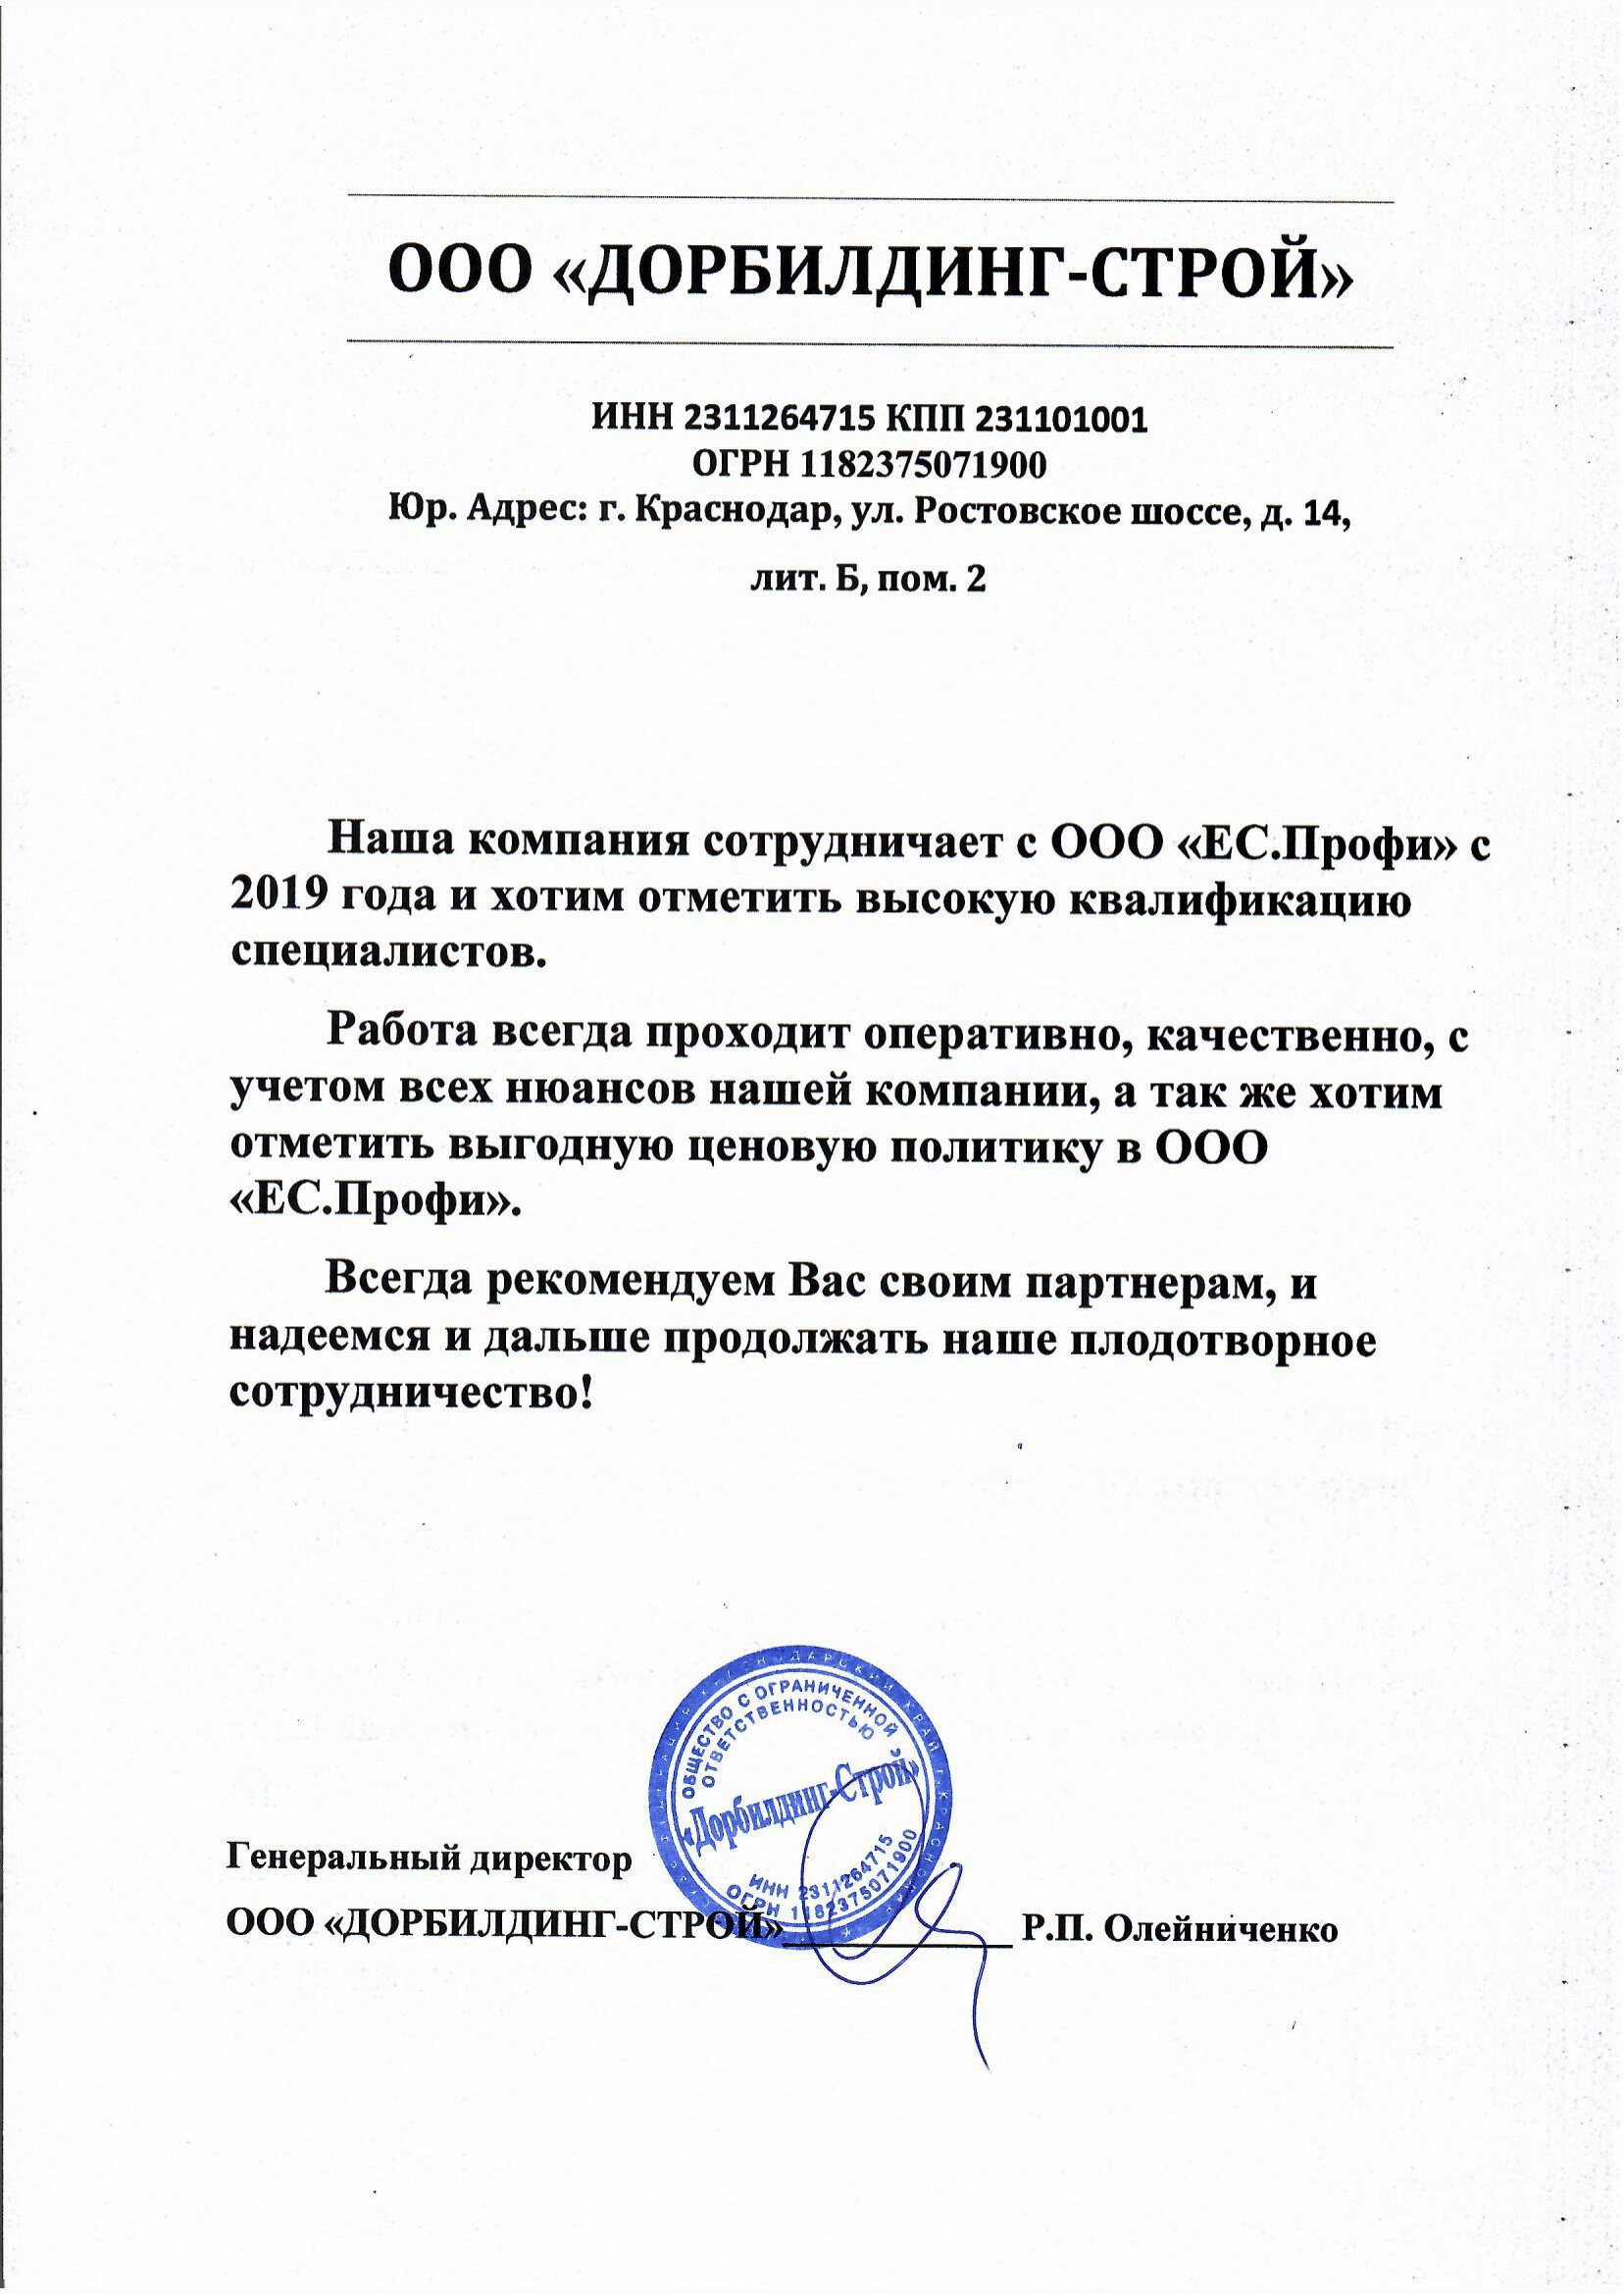 ООО «ДОРБИЛДИНГ-СТРОЙ»
ИНН 2311264715 КПП 231101001
ОГРН 1182375071900
Юр. Адрес: г. Краснодар, ул. Ростовское шоссе, д. 14,
лит. Б, пом. 2
Наша компания сотрудничает с ООО «ЕС.Профи» с
2019 года и хотим отметить высокую квалификацию
специалистов.
Работа всегда проходит оперативно, качественно, с
учетом всех нюансов нашей компании, а так же хотим
отметить выгодную ценовую политику в ООО
«ЕС.Профи».
Всегда рекомендуем Вас своим партнерам, и
надеемся и дальше продолжать наше плодотворное
сотрудничество!
КРАСНОДАРСКИЙ КРАЙ Г. КРАСНОДАР
ОБЩЕСТВО С ОГРАНИЧЕННОЙ
ОТВЕТСТВЕННОСТЬЮ
«Дорбилдинг-Строй»
ИНН 2311264715
ОГРН 1182375071900
Генеральный директор
ООО «ДОРБИЛДИНГ-СТРОЙ» Р.П. Олейниченко